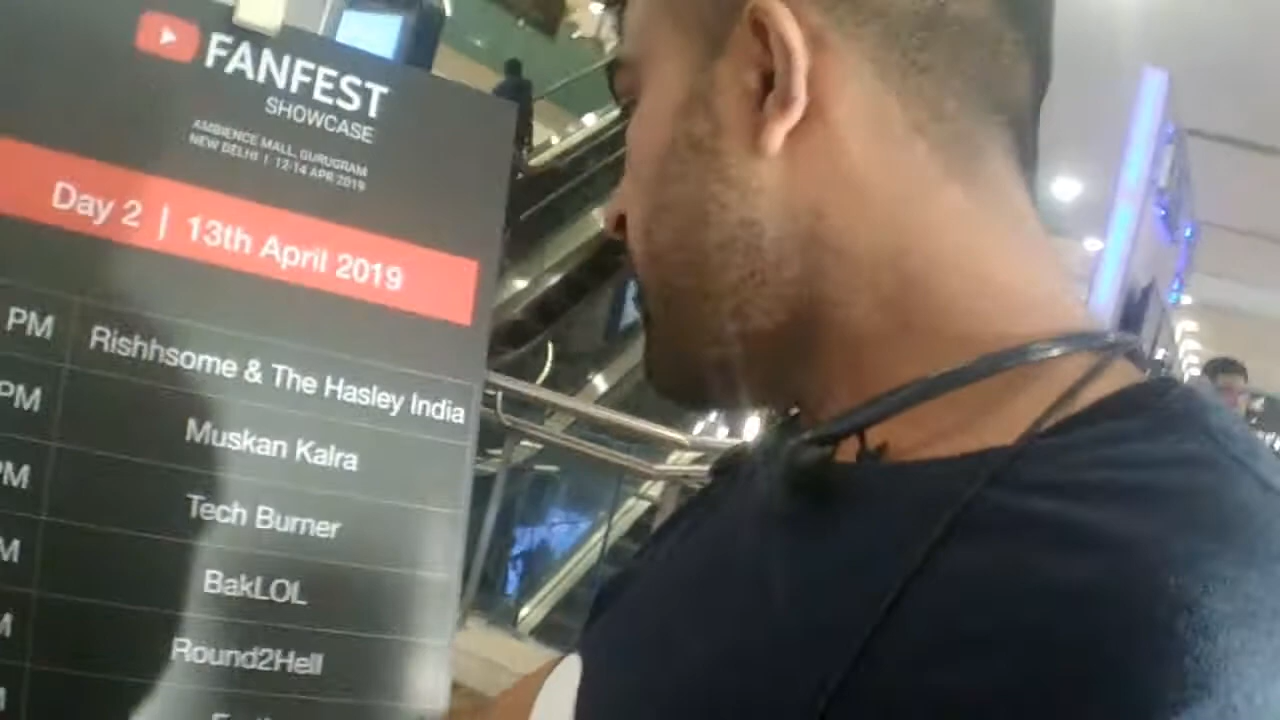 FANFEST
SHOWCASE
AMBIENCE MALL, GURUGRAM
NEW DELHI | 12-14 APR 2019
Day 2 | 13th April 2019
PM Rishhsome & The Hasley India
PM Muskan Kalra
PM Tech Burner
M BakLOL
M Round2Hell